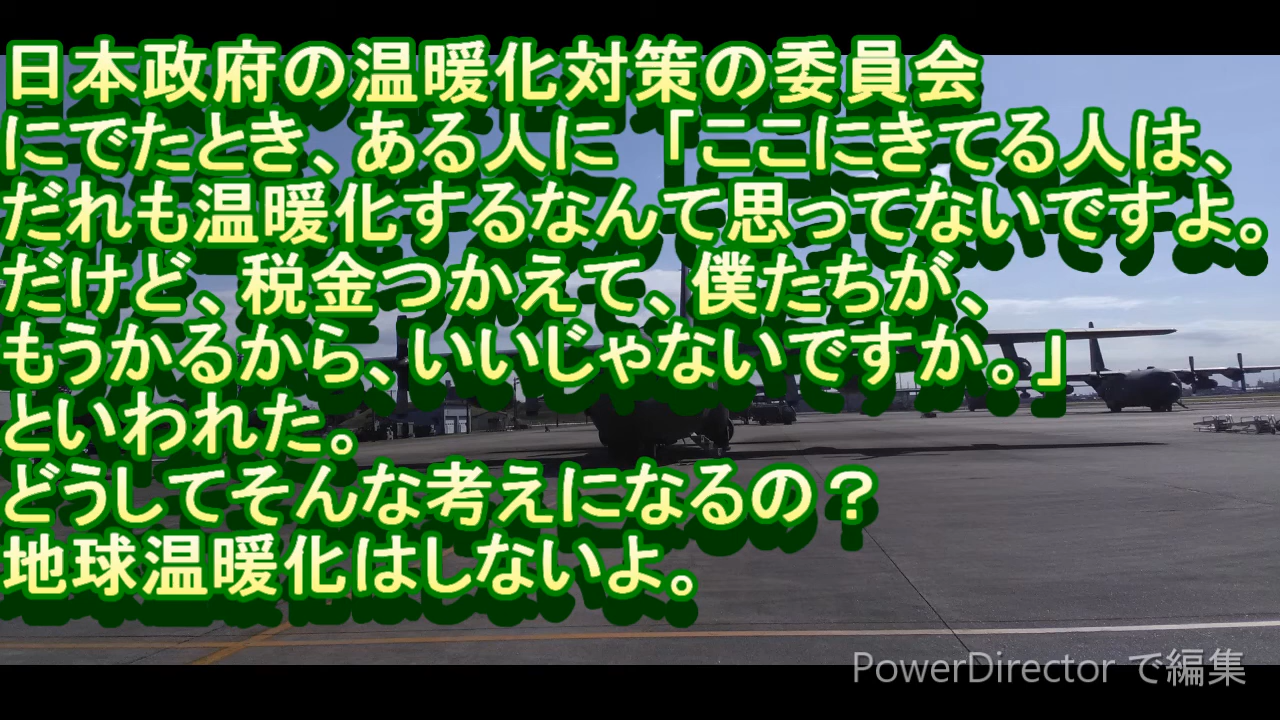 日本政府の温暖化対策の委員会
にでたとき、ある人に 「ここにきてる人は、
だれも温暖化するなんて思ってないですよ。
だけど、税金つかえて、僕たちが、
もうかるから、いいじゃないですか。」
といわれた。
どうしてそんな考えになるの？
地球温暖化はしないよ。
PowerDirector で編集